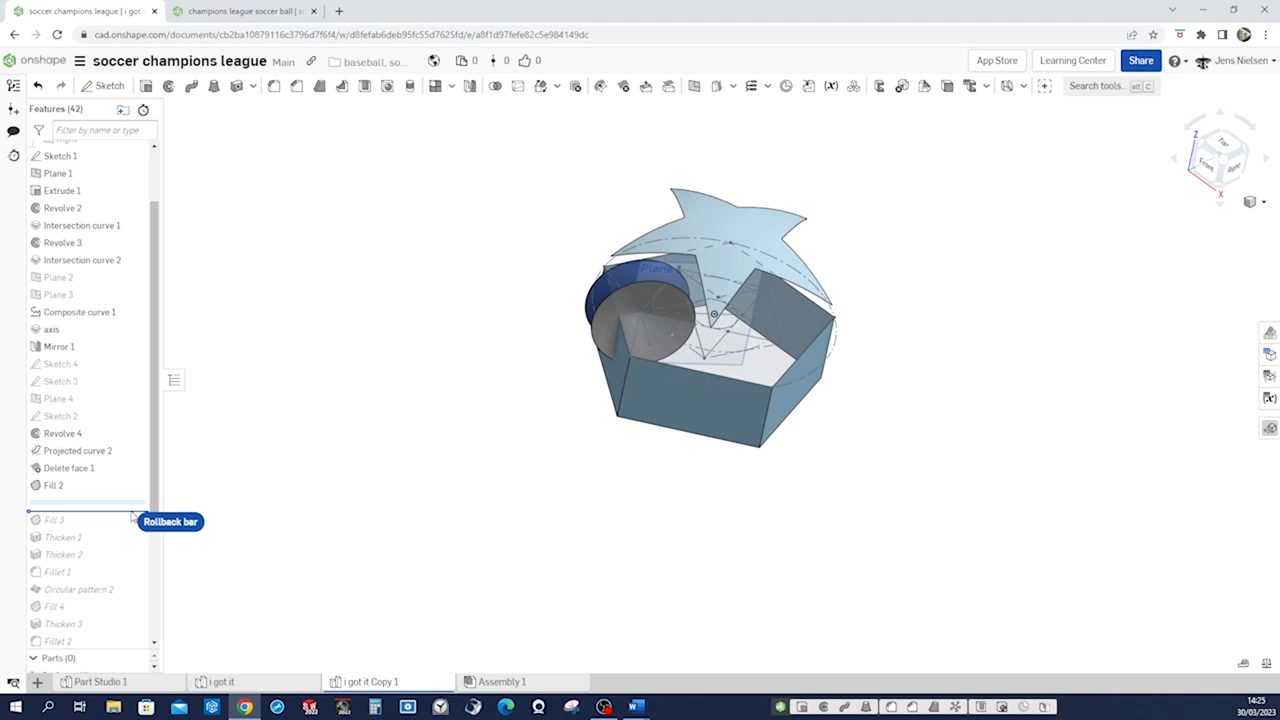 soccer champions league | i got i
champions league soccer ball | s
cad.onshape.com/documents/cb2ba10879116c3796d7f6f4/w/d8fefab6deb95fc55d7625fd/e/a8f1d97fefe82c5e984149dc
onshape
soccer champions league
Main
baseball, so...
0
0
0
App Store
Learning Center
Share
Jens Nielsen
Sketch
Search tools...
alt
C
Features (42)
Filter by name or type
Right
Sketch 1
Plane 1
Extrude 1
Revolve 2
Intersection curve 1
Revolve 3
Intersection curve 2
Plane 2
Plane 3
Composite curve 1
axis
Mirror 1
Sketch 4
Sketch 3
Plane 4
Sketch 2
Revolve 4
Projected curve 2
Delete face 1
Fill 2
Rollback bar
Fill 3
Thicken 1
Thicken 2
Fillet 1
Circular pattern 2
Fill 4
Thicken 3
Fillet 2
Parts (0)
Z
Top
Front
Right
X
Part Studio 1
i got it
i got it Copy 1
Assembly 1
14:25
30/03/2023